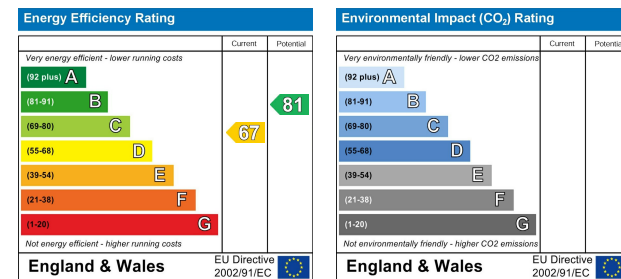 Energy Efficiency Rating
Current Potential
Very energy efficient - lower running costs
(92 plus) A
(81-91) B
81
(69-80) C
67
(55-68) D
(39-54) E
(21-38) F
(1-20) G
Not energy efficient - higher running costs
England & Wales
EU Directive
2002/91/EC
Environmental Impact (CO₂) Rating
Current Potential
Very environmentally friendly - lower CO2 emissions
(92 plus) A
(81-91) B
(69-80) C
(55-68) D
(39-54) E
(21-38) F
(1-20) G
Not environmentally friendly - higher CO2 emissions
England & Wales
EU Directive
2002/91/EC